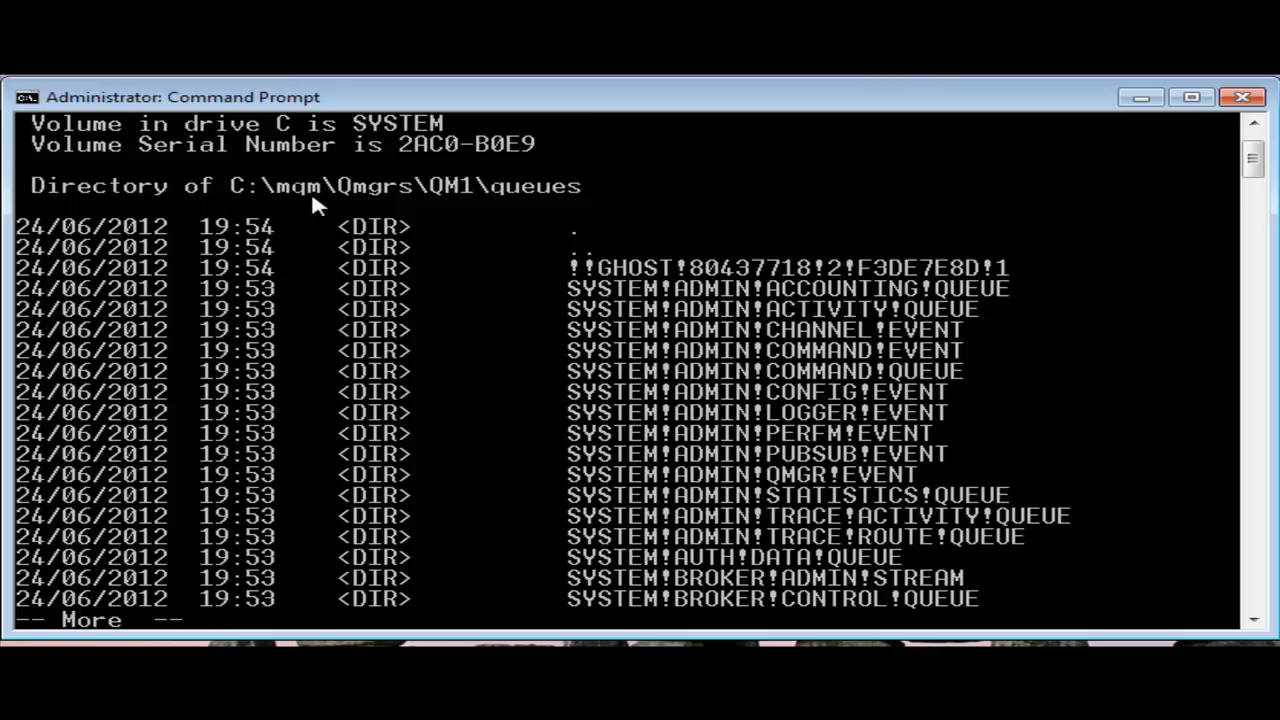 Administrator: Command Prompt
Volume in drive C is SYSTEM
Volume Serial Number is 2AC0-B0E9
Directory of C:\mqm\Qmgrs\QM1\queues
24/06/2012  19:54    <DIR>          .
24/06/2012  19:54    <DIR>          ..
24/06/2012  19:54    <DIR>          !!GHOST!80437718!2!F3DE7E8D!1
24/06/2012  19:53    <DIR>          SYSTEM!ADMIN!ACCOUNTING!QUEUE
24/06/2012  19:53    <DIR>          SYSTEM!ADMIN!ACTIVITY!QUEUE
24/06/2012  19:53    <DIR>          SYSTEM!ADMIN!CHANNEL!EVENT
24/06/2012  19:53    <DIR>          SYSTEM!ADMIN!COMMAND!EVENT
24/06/2012  19:53    <DIR>          SYSTEM!ADMIN!COMMAND!QUEUE
24/06/2012  19:53    <DIR>          SYSTEM!ADMIN!CONFIG!EVENT
24/06/2012  19:53    <DIR>          SYSTEM!ADMIN!LOGGER!EVENT
24/06/2012  19:53    <DIR>          SYSTEM!ADMIN!PERFM!EVENT
24/06/2012  19:53    <DIR>          SYSTEM!ADMIN!PUBSUB!EVENT
24/06/2012  19:53    <DIR>          SYSTEM!ADMIN!QMGR!EVENT
24/06/2012  19:53    <DIR>          SYSTEM!ADMIN!STATISTICS!QUEUE
24/06/2012  19:53    <DIR>          SYSTEM!ADMIN!TRACE!ACTIVITY!QUEUE
24/06/2012  19:53    <DIR>          SYSTEM!ADMIN!TRACE!ROUTE!QUEUE
24/06/2012  19:53    <DIR>          SYSTEM!AUTH!DATA!QUEUE
24/06/2012  19:53    <DIR>          SYSTEM!BROKER!ADMIN!STREAM
24/06/2012  19:53    <DIR>          SYSTEM!BROKER!CONTROL!QUEUE
-- More  --